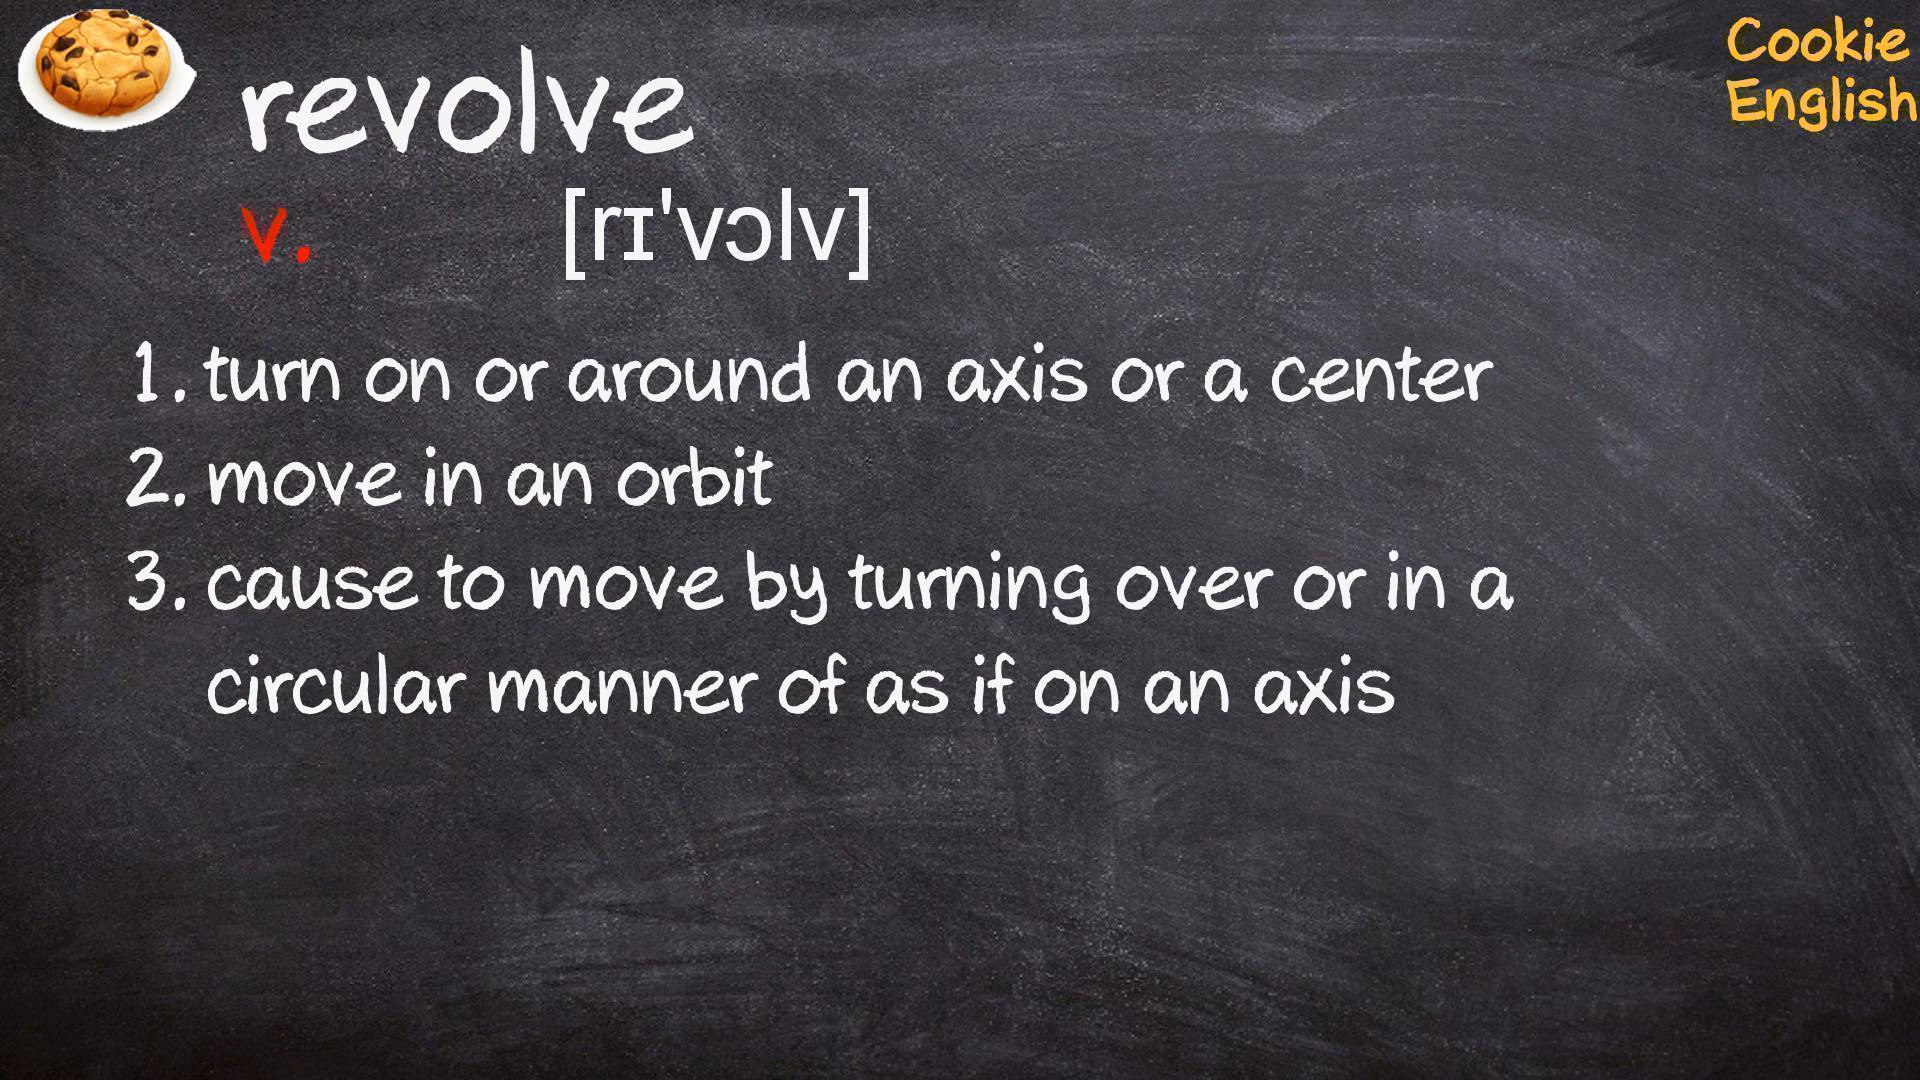 revolve
Cookie
English
v. [rɪ'vɔlv]
1. turn on or around an axis or a center
2. move in an orbit
3. cause to move by turning over or in a
circular manner of as if on an axis